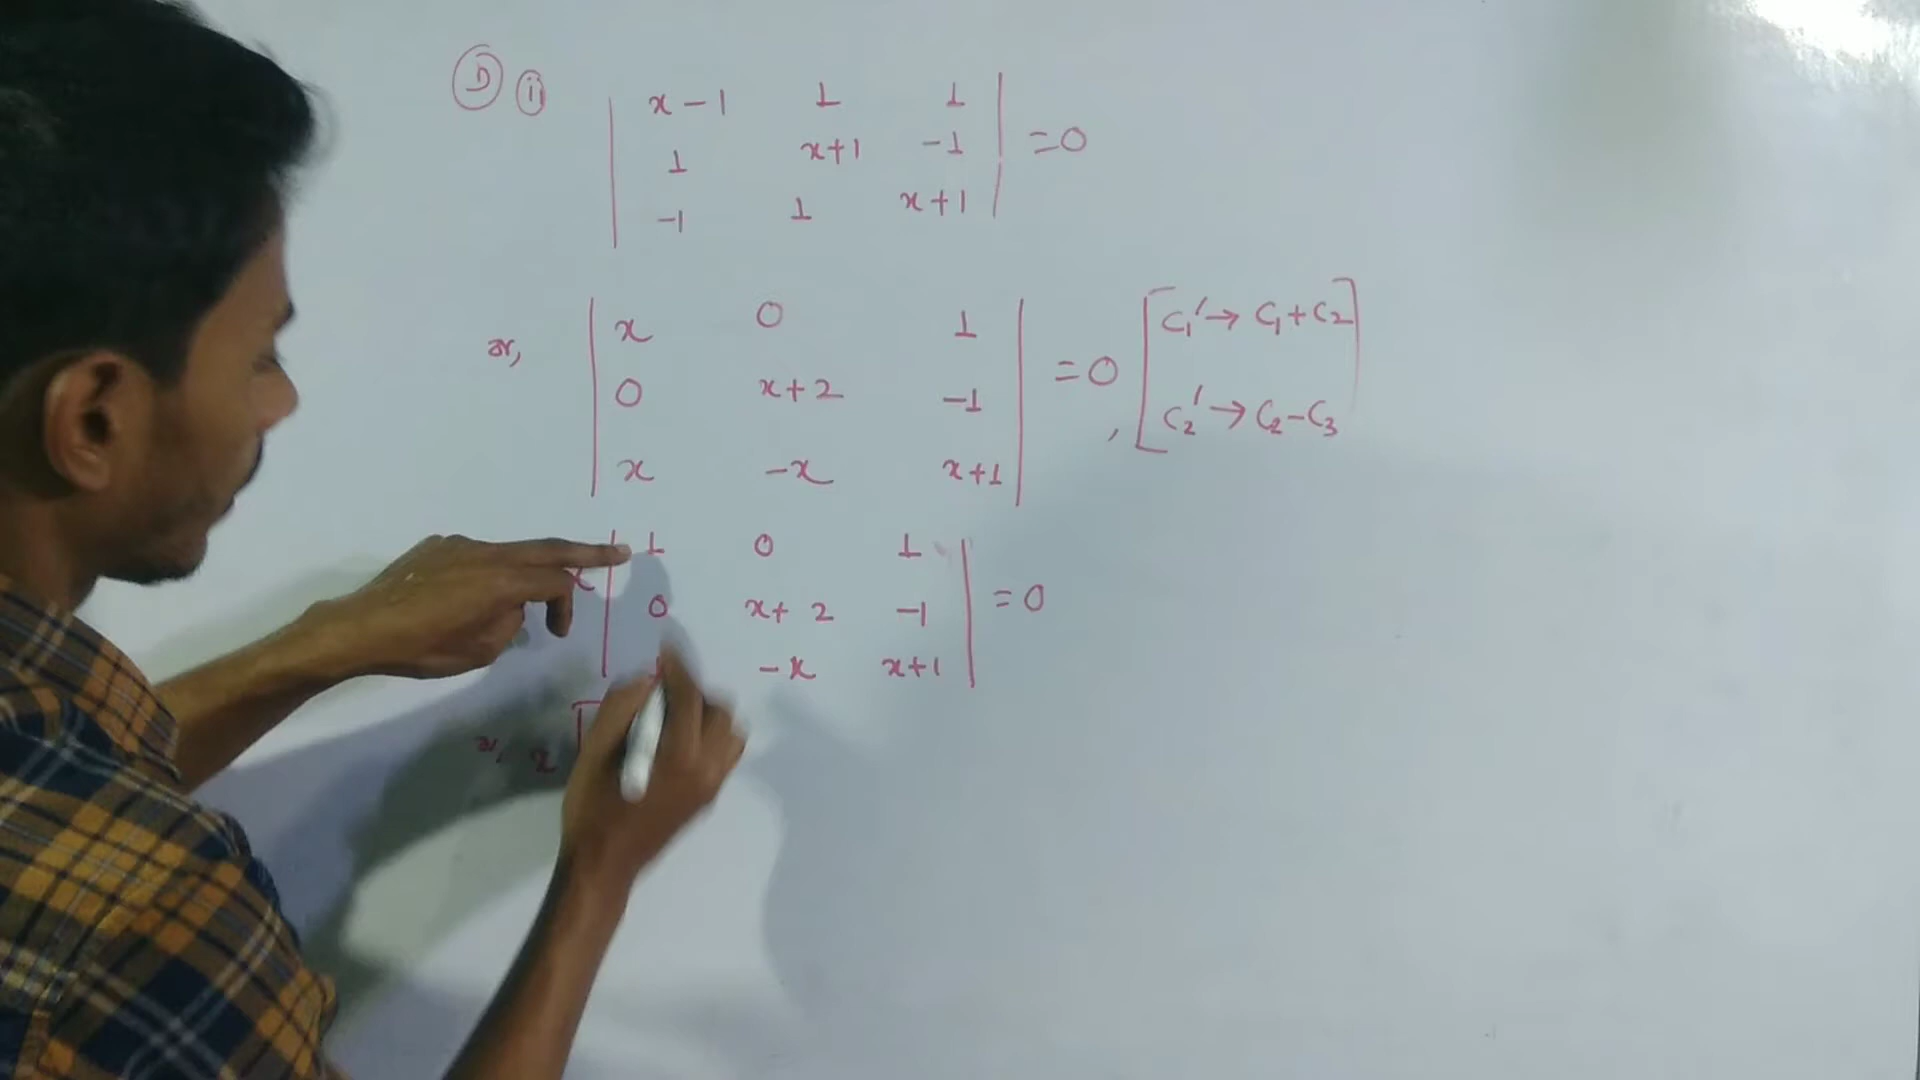 D i
| x-1 1 1 |
| 1 x+1 -1 | =0
| -1 1 x+1 |
or, | x 0 1 |
| 0 x+2 -1 | =0 , [ C₁′→ C₁+C₂
| x -x x+1 | C₂′→ C₂-C₃ ]
x | 1 0 1 |
| 0 x+2 -1 | =0
| -x x+1 |
or, x [